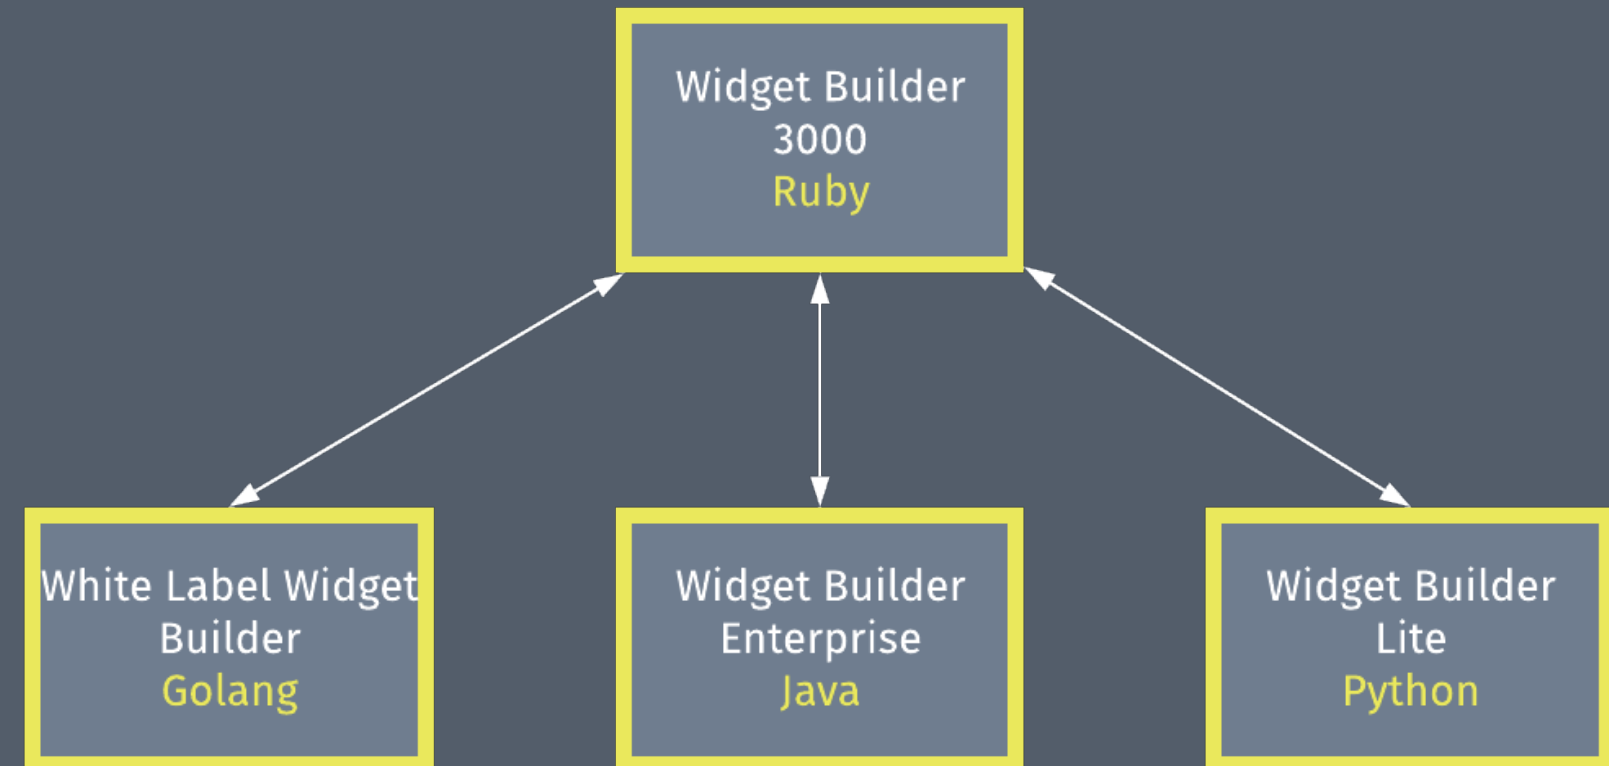 Widget Builder
3000
Ruby
White Label Widget
Builder
Golang
Widget Builder
Enterprise
Java
Widget Builder
Lite
Python